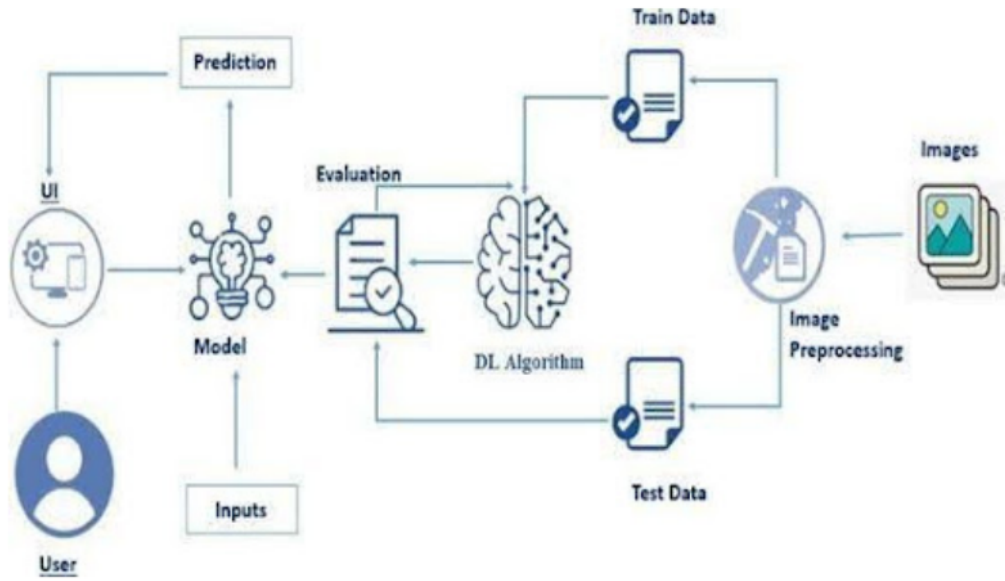 Train Data
Prediction
Images
Evaluation
UI
Image
Preprocessing
Model
DL Algorithm
Inputs
Test Data
User